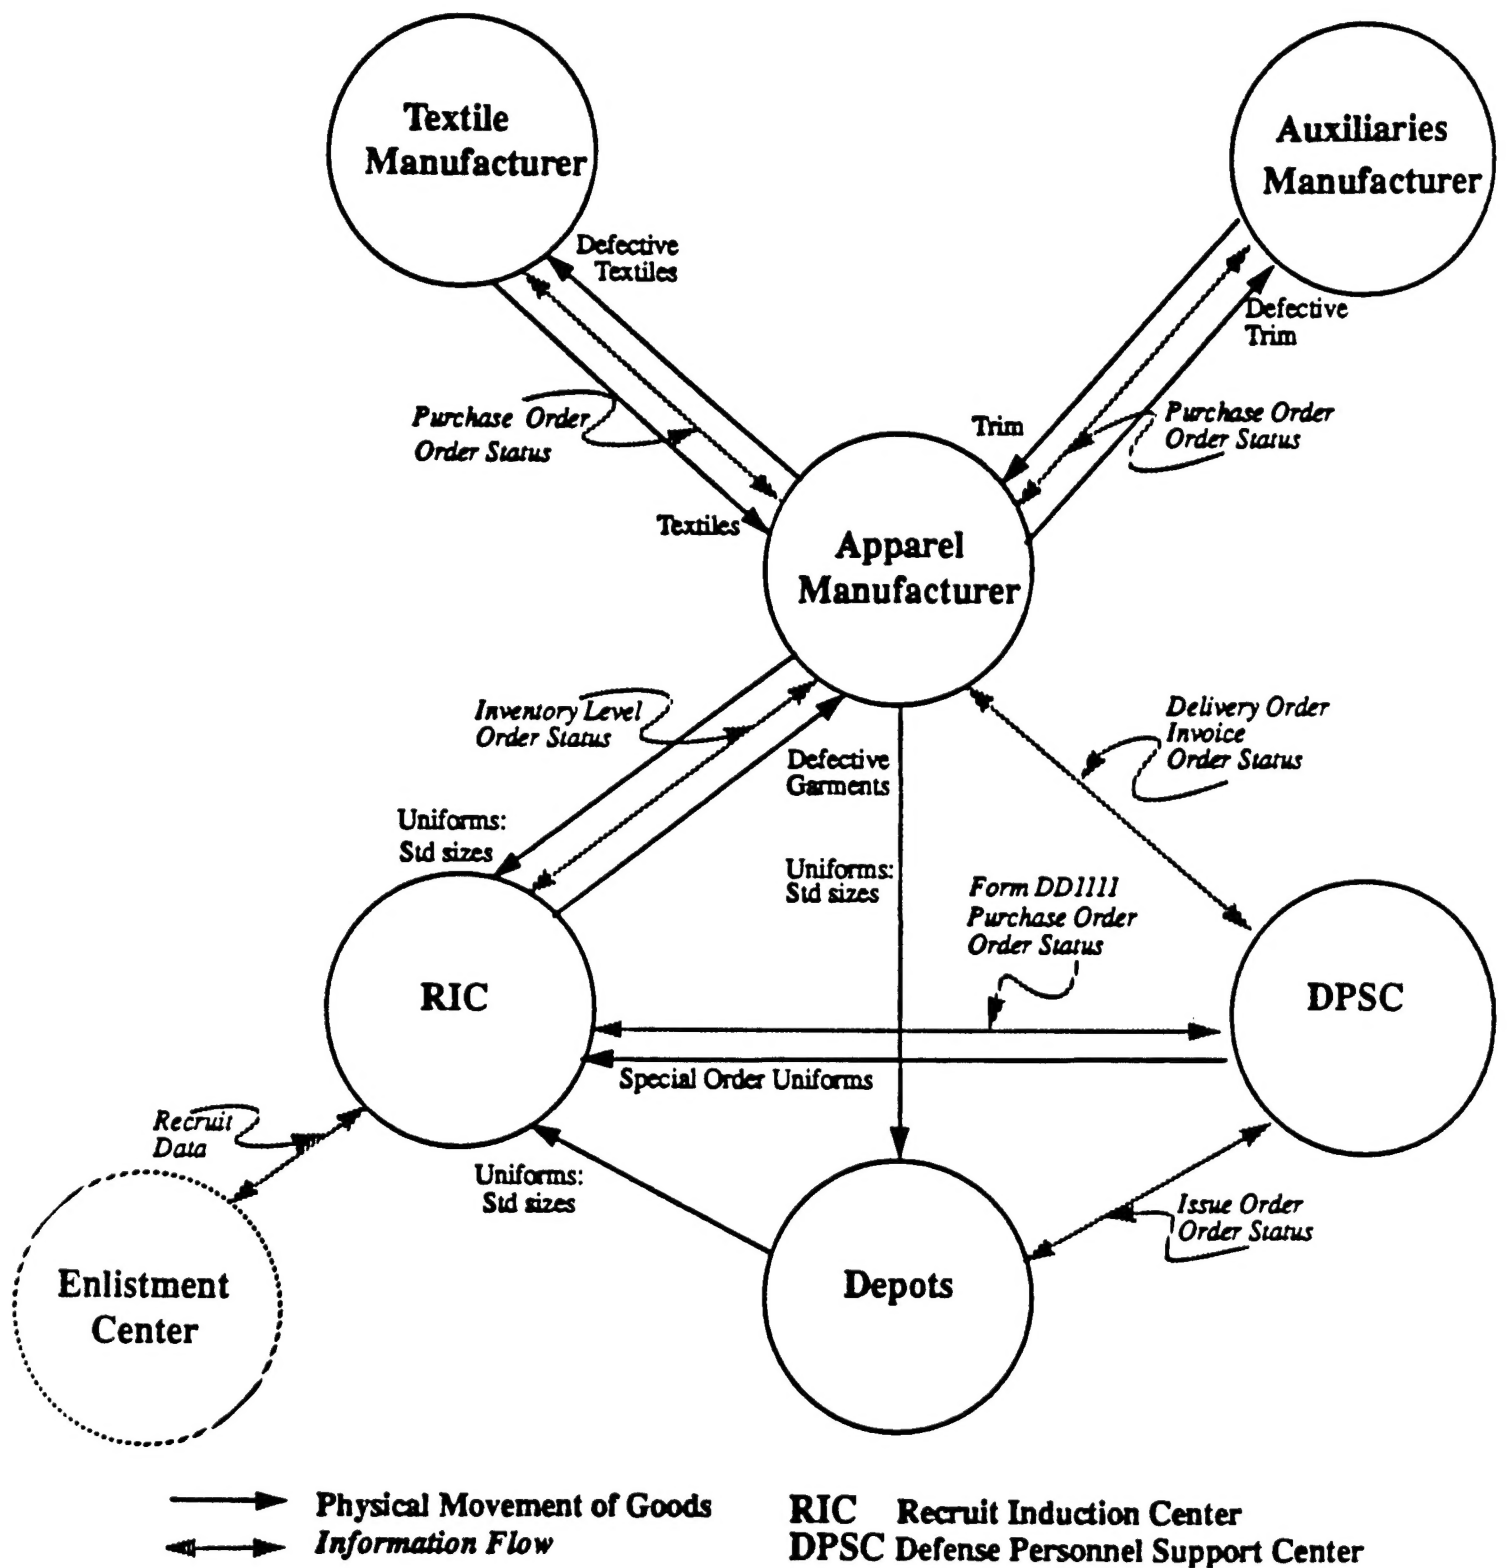 Textile
Manufacturer
Auxiliaries
Manufacturer
Defective
Textiles
Defective
Trim
Purchase Order
Order Status
Trim
Purchase Order
Order Status
Textiles
Apparel
Manufacturer
Inventory Level
Order Status
Delivery Order
Invoice
Order Status
Defective
Garments
Uniforms:
Std sizes
Uniforms:
Std sizes
Form DD1111
Purchase Order
Order Status
RIC
DPSC
Special Order Uniforms
Recruit
Data
Uniforms:
Std sizes
Issue Order
Order Status
Enlistment
Center
Depots
Physical Movement of Goods
Information Flow
RIC Recruit Induction Center
DPSC Defense Personnel Support Center